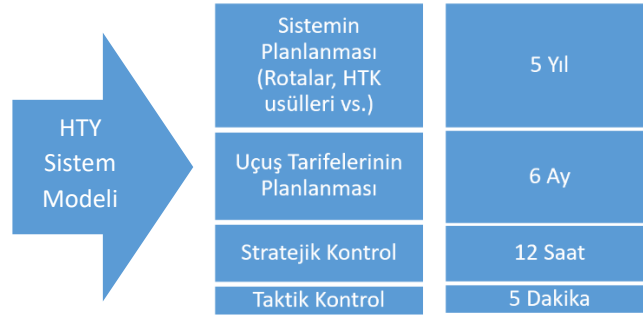 HTY
Sistem
Modeli
Sistemin
Planlanması
(Rotalar, HTK
usülleri vs.)
5 Yıl
Uçuş Tarifelerinin
Planlanması
6 Ay
Stratejik Kontrol
12 Saat
Taktik Kontrol
5 Dakika